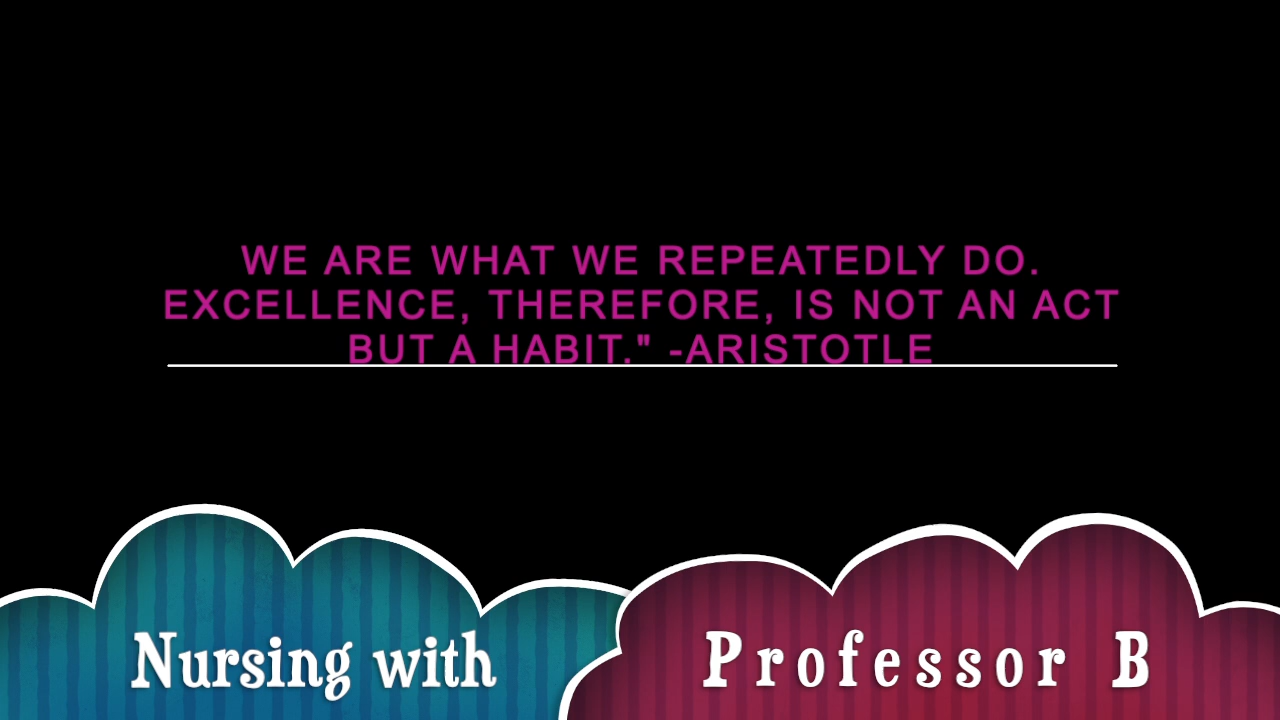 WE ARE WHAT WE REPEATEDLY DO.
EXCELLENCE, THEREFORE, IS NOT AN ACT
BUT A HABIT." -ARISTOTLE
Nursing with Professor B